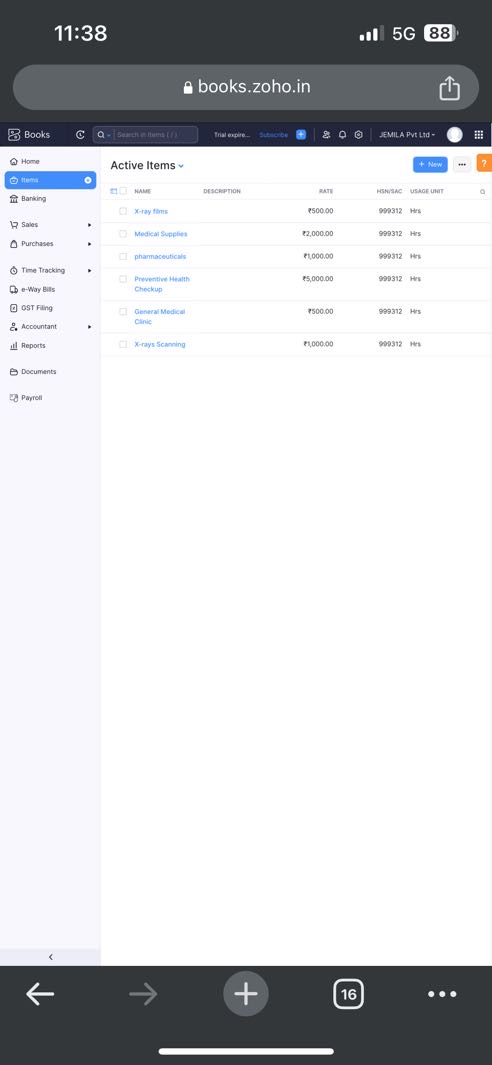 11:38
5G 88
books.zoho.in
Books
Search in Items ( / )
Trial expire...
Subscribe
JEMILA Pvt Ltd
Home
Items
Banking
Sales
Purchases
Time Tracking
e-Way Bills
GST Filing
Accountant
Reports
Documents
Payroll
Active Items
+ New
?
NAME DESCRIPTION RATE HSN/SAC USAGE UNIT
X-ray films ₹500.00 999312 Hrs
Medical Supplies ₹2,000.00 999312 Hrs
pharmaceuticals ₹1,000.00 999312 Hrs
Preventive Health ₹5,000.00 999312 Hrs
Checkup
General Medical ₹500.00 999312 Hrs
Clinic
X-rays Scanning ₹1,000.00 999312 Hrs
16